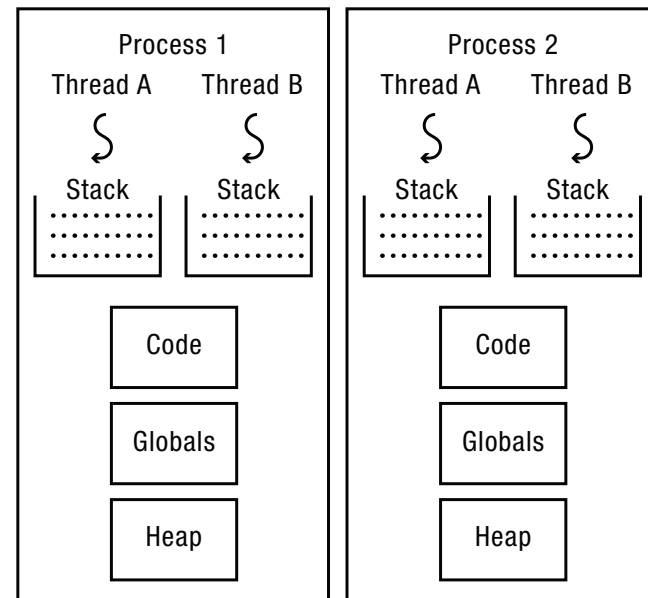 Process 1
Thread A Thread B
Stack Stack
Code
Globals
Heap
Process 2
Thread A Thread B
Stack Stack
Code
Globals
Heap